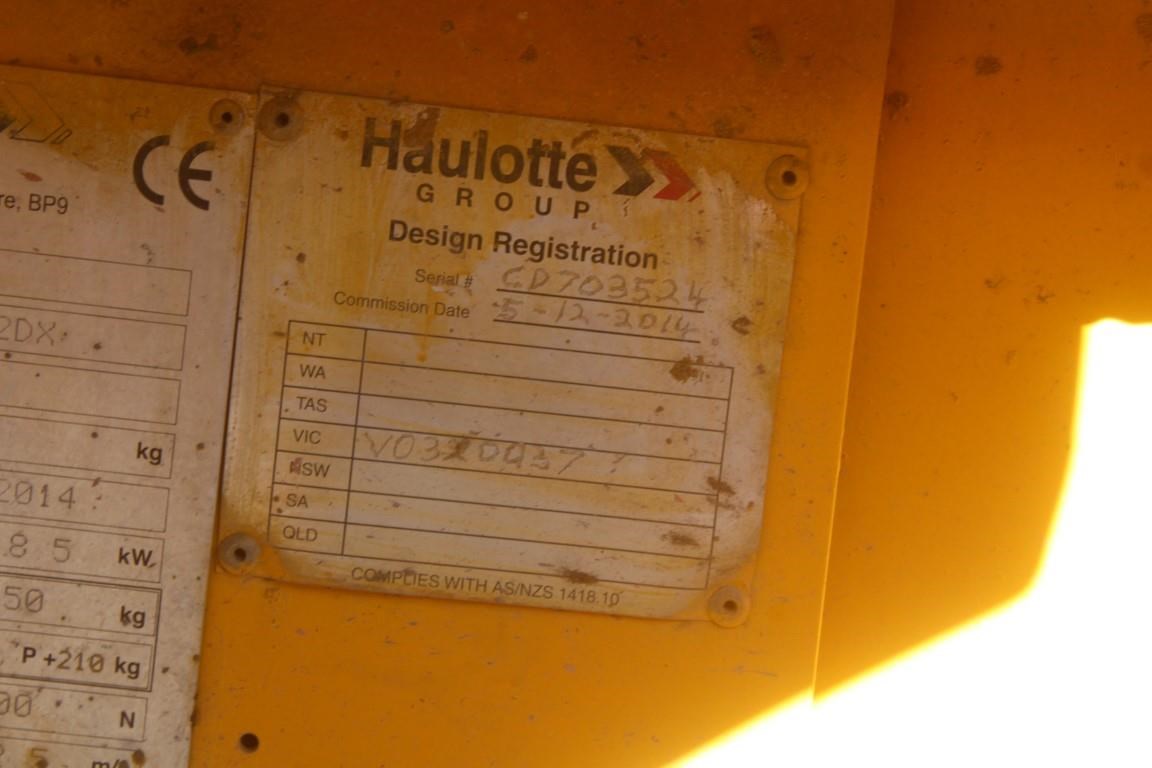 CE
re, BP9
2DX
kg
2014
8 5 kW
50 kg
P +210 kg
00 N
Haulotte
GROUP
Design Registration
Serial # CD703524
Commission Date 5-12-2014
NT
WA
TAS
VIC
NSW
SA
QLD
COMPLIES WITH AS/NZS 1418.10